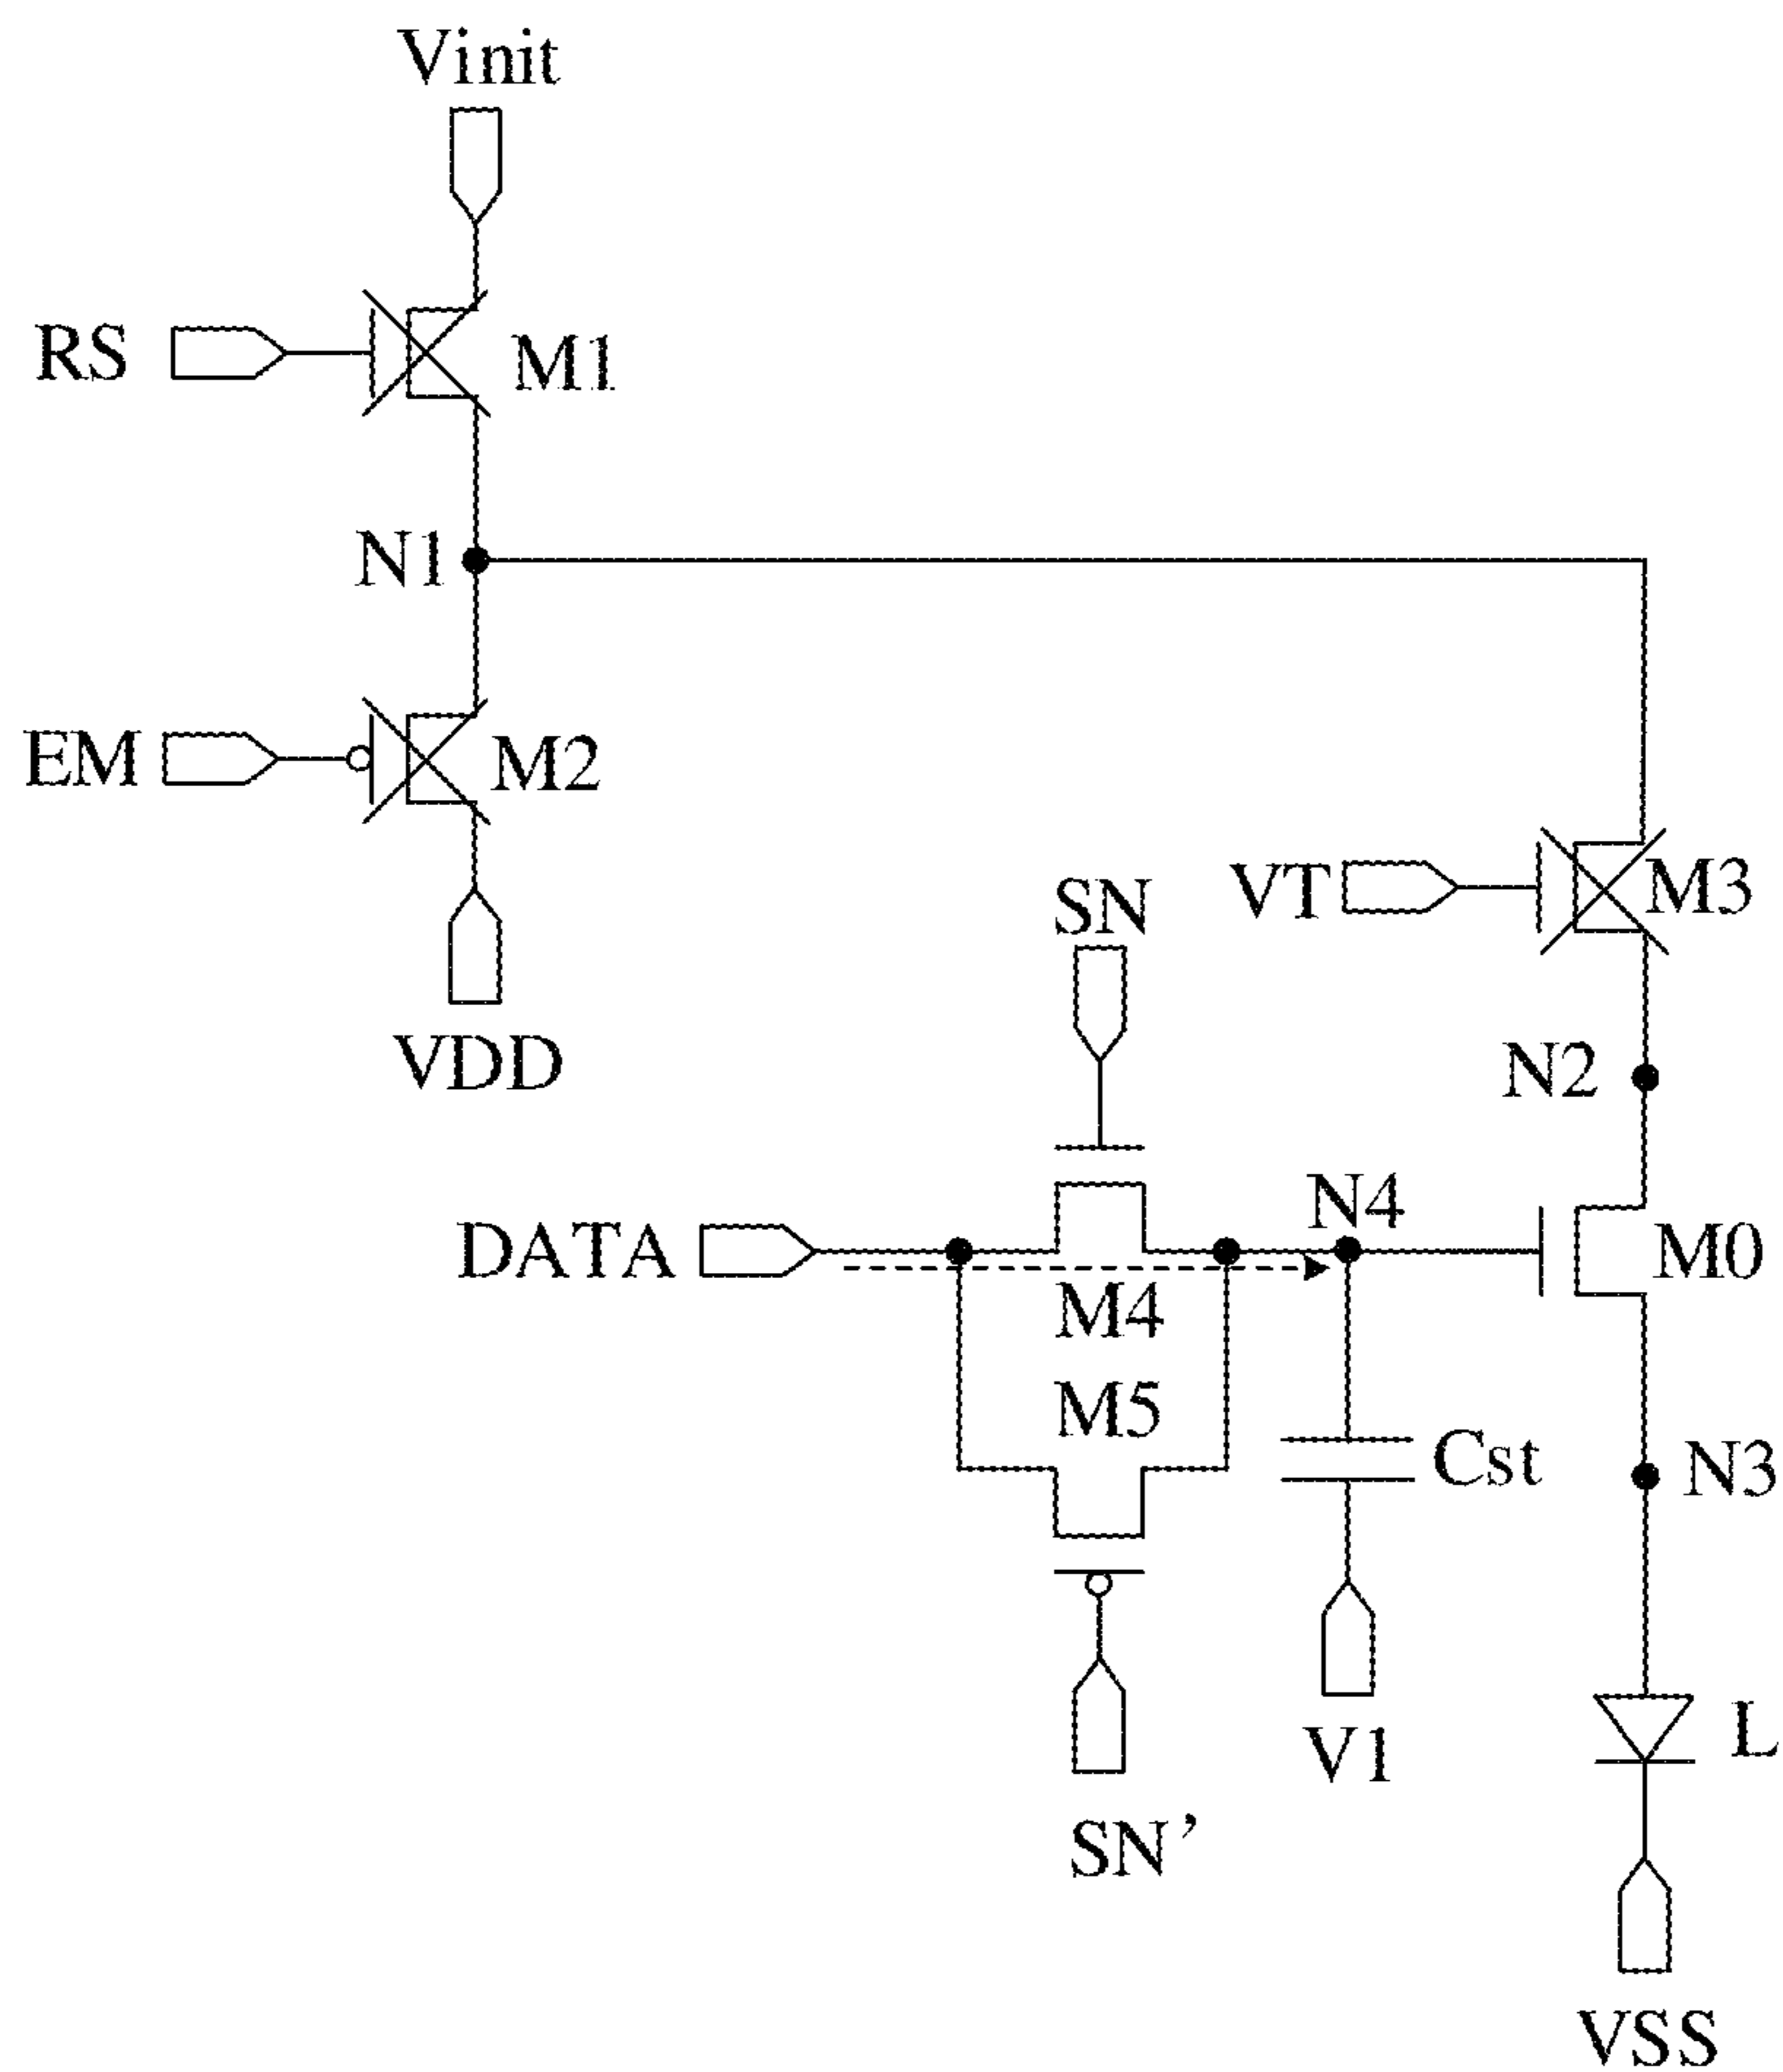 Vinit
RS
M1
N1
EM
M2
VDD
VT
M3
SN
N2
DATA
N4
M0
M4
M5
Cst
N3
V1
L
SN’
VSS